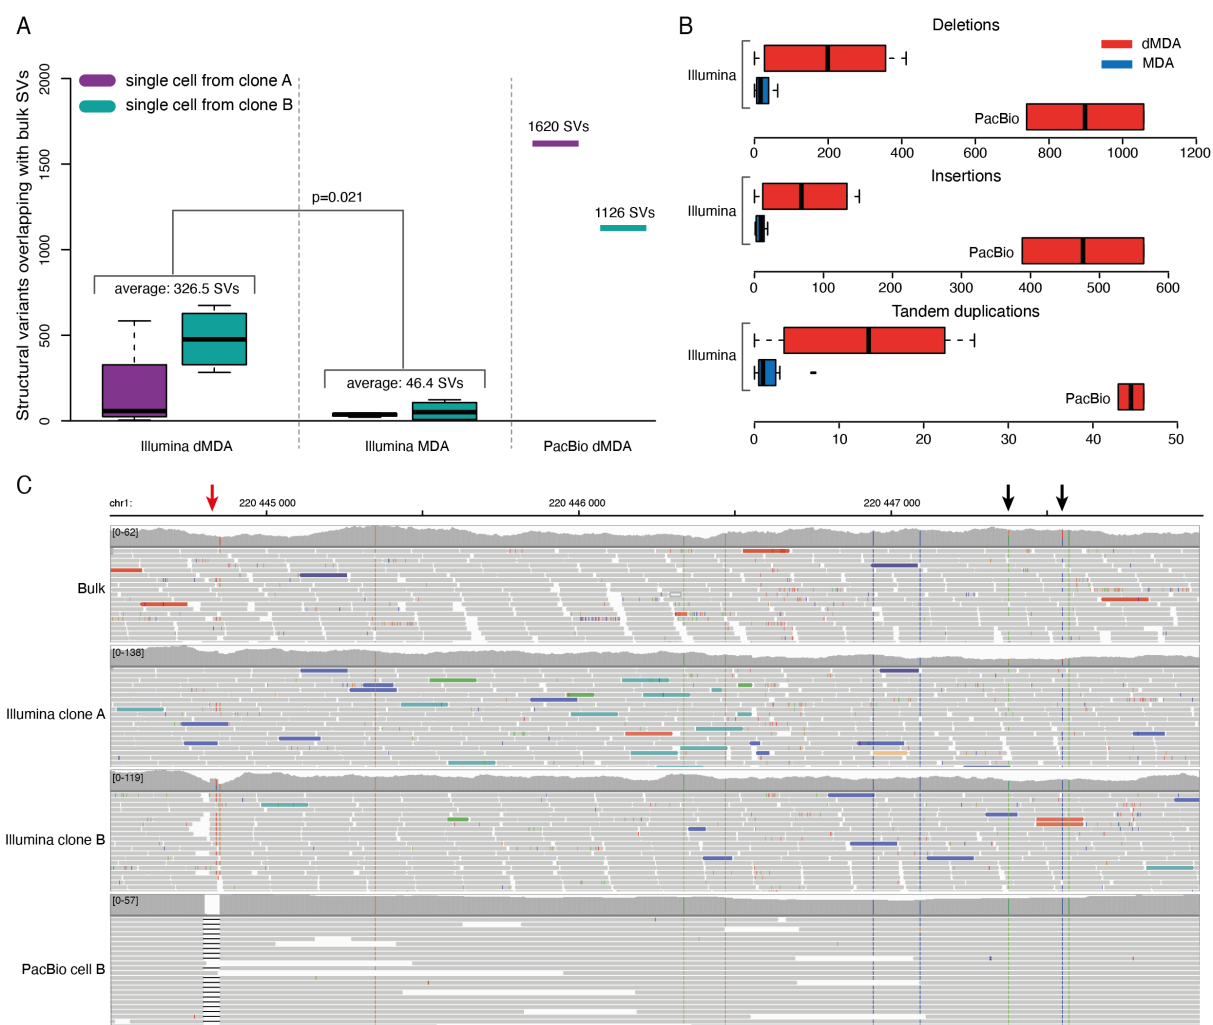 A
Structural variants overlapping with bulk SVs
0
500
1000
1500
2000
single cell from clone A
single cell from clone B
1620 SVs
1126 SVs
p=0.021
average: 326.5 SVs
average: 46.4 SVs
Illumina dMDA
Illumina MDA
PacBio dMDA
B
Deletions
dMDA
MDA
Illumina
PacBio
0 200 400 600 800 1000 1200
Insertions
Illumina
PacBio
0 100 200 300 400 500 600
Tandem duplications
Illumina
PacBio
0 10 20 30 40 50
C
chr1: 220 445 000 220 446 000 220 447 000
[0-62]
Bulk
[0-138]
Illumina clone A
[0-119]
Illumina clone B
[0-57]
PacBio cell B